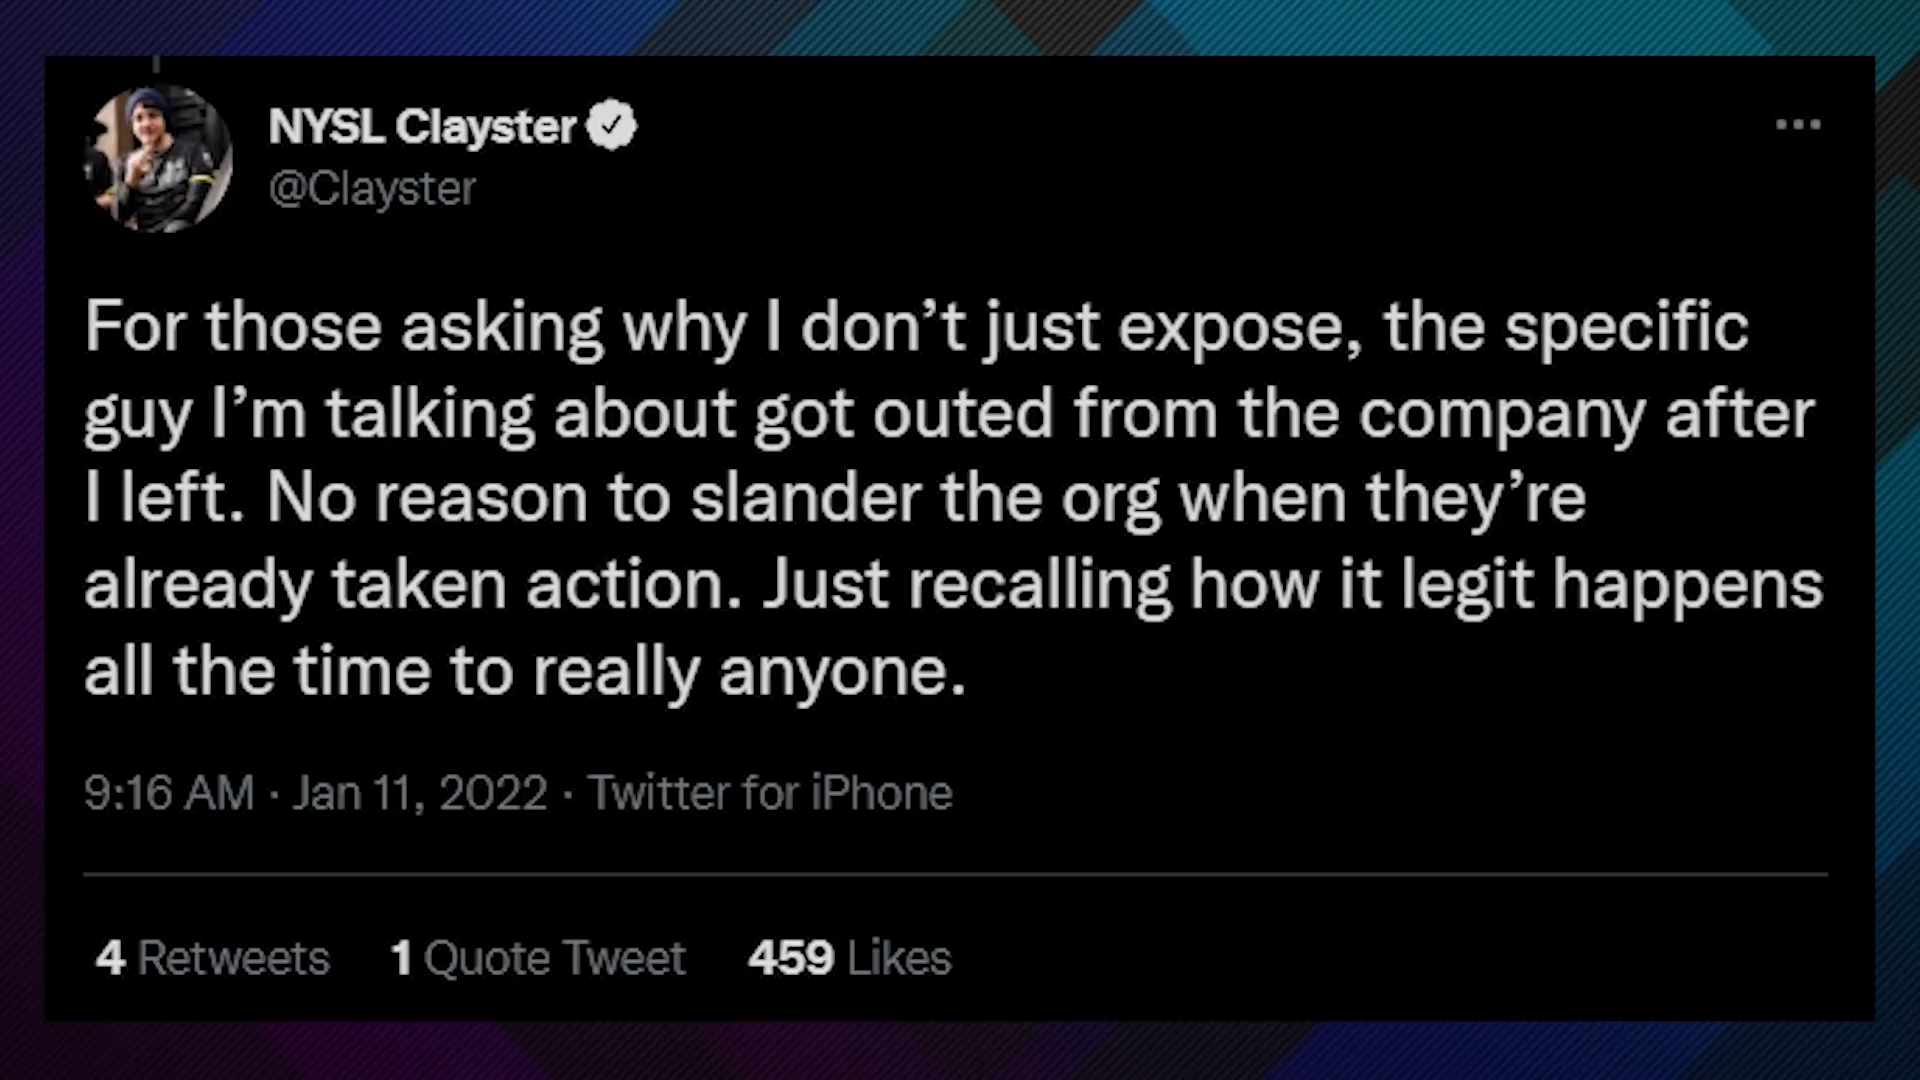 NYSL Clayster
@Clayster
For those asking why I don’t just expose, the specific
guy I’m talking about got outed from the company after
I left. No reason to slander the org when they’re
already taken action. Just recalling how it legit happens
all the time to really anyone.
9:16 AM · Jan 11, 2022 · Twitter for iPhone
4 Retweets 1 Quote Tweet 459 Likes